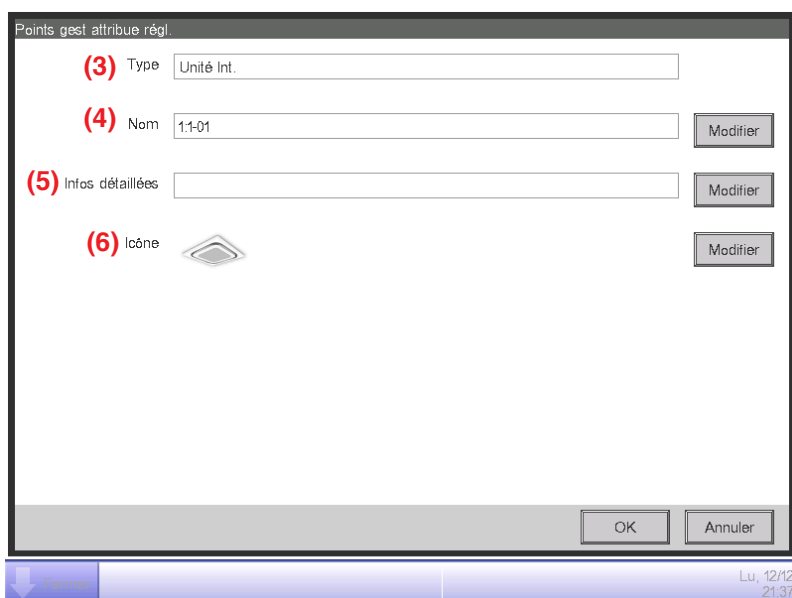 Points gest attribue régl.
(3) Type Unité Int.
(4) Nom 1:1-01 Modifier
(5) Infos détaillées Modifier
(6) Icône Modifier
OK Annuler
Lu, 12/12
21:37